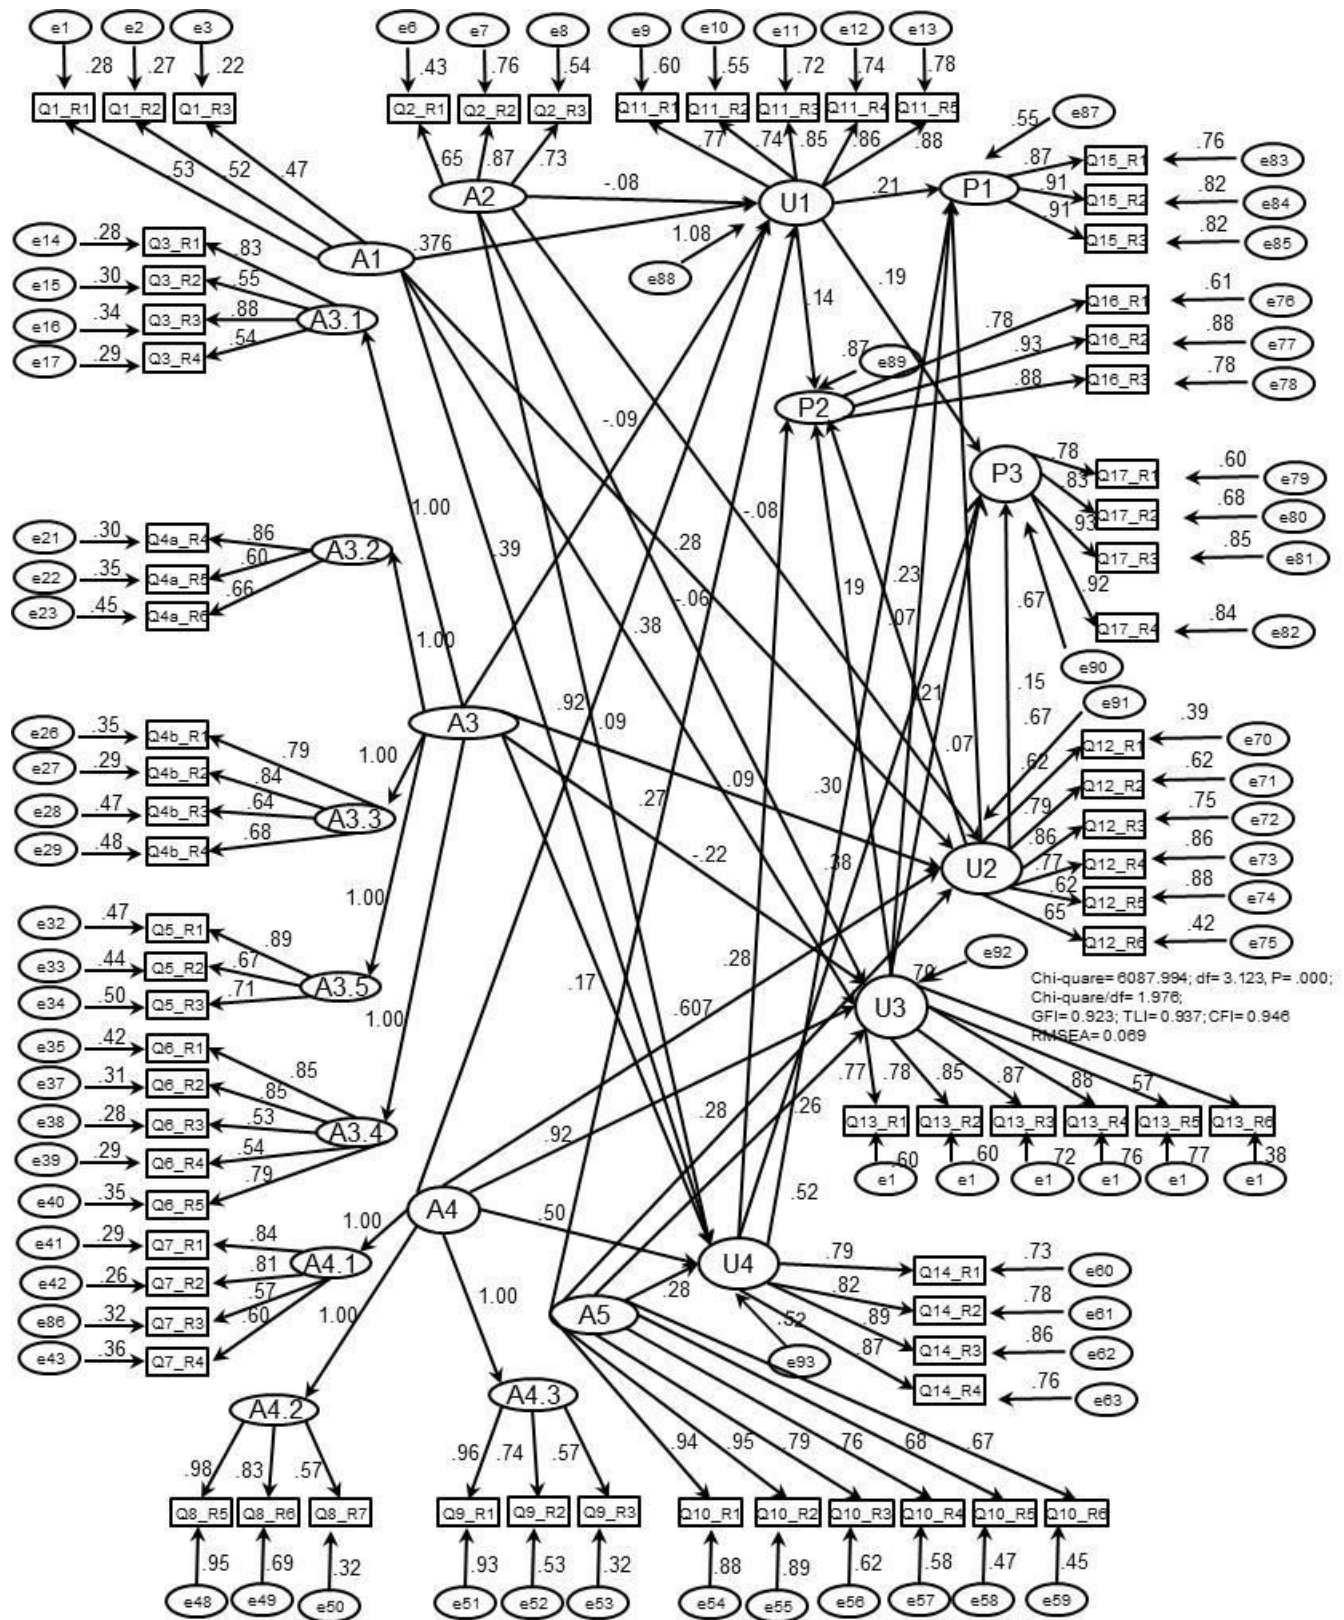 e1 e2 e3 e6 e7 e8 e9 e10 e11 e12 e13
.28 .27 .22 .43 .76 .54 .60 .55 .72 .74 .78
Q1_R1 Q1_R2 Q1_R3 Q2_R1 Q2_R2 Q2_R3 Q11_R1 Q11_R2 Q11_R3 Q11_R4 Q11_R5
.55 e87
.77 .74 .85 .86 .88
.53 .52 .47 .65 .87 .73
.87 Q15_R1 .76 e83
A2 -.08 U1 .21 P1 .91 Q15_R2 .82 e84
.91 Q15_R3 .82 e85
e14 .28 Q3_R1 .83 A1 .376 1.08 e88 .19
e15 .30 Q3_R2 .55
e16 .34 Q3_R3 .88 A3.1
e17 .29 Q3_R4 .54
.14 .78 Q16_R1 .61 e76
.87 e89 .93 Q16_R2 .88 e77
P2 .88 Q16_R3 .78 e78
-.09
P3 .78 Q17_R1 .60 e79
.83 Q17_R2 .68 e80
.93 Q17_R3 .85 e81
.92 Q17_R4 .84 e82
e90
1.00 .39 -.08 .28 .19 .23 .67
e21 .30 Q4a_R4 .86 A3.2
e22 .35 Q4a_R5 .60
e23 .45 Q4a_R6 .66
1.00 .38 -.06 .07
.15 e91
A3 .92 .09 .21 .67 .39
e26 .35 Q4b_R1 .79 1.00
e27 .29 Q4b_R2 .84
e28 .47 Q4b_R3 .64 A3.3
e29 .48 Q4b_R4 .68
.07 .62 Q12_R1 e70
.27 .09 .30 .79 Q12_R2 .62 e71
.86 Q12_R3 .75 e72
-.22 .38 U2 .77 Q12_R4 .86 e73
.62 Q12_R5 .88 e74
.65 Q12_R6 .42 e75
1.00
e32 .47 Q5_R1 .89
e33 .44 Q5_R2 .67 A3.5
e34 .50 Q5_R3 .71
.17 .28 e92
.607 U3
Chi-quare= 6087.994; df= 3.123, P= .000;
Chi-quare/df= 1.976;
GFI= 0.923; TLI= 0.937; CFI= 0.946
RMSEA= 0.069
1.00
e35 .42 Q6_R1 .85
e37 .31 Q6_R2 .85
e38 .28 Q6_R3 .53 A3.4
e39 .29 Q6_R4 .54
e40 .35 Q6_R5 .79
.77 .78 .85 .87 .88 .57
.92 .28 .26
Q13_R1 Q13_R2 Q13_R3 Q13_R4 Q13_R5 Q13_R6
.60 .60 .72 .76 .77 .38
e1 e1 e1 e1 e1 e1
A4 .50 .52
e41 .29 Q7_R1 .84 1.00
e42 .26 Q7_R2 .81 A4.1
e86 .32 Q7_R3 .57
e43 .36 Q7_R4 .60
1.00 1.00
U4 .79 Q14_R1 .73 e60
A5 .28 .82 Q14_R2 .78 e61
.52 .89 Q14_R3 .86 e62
e93 .87 Q14_R4 .76 e63
A4.2 A4.3
.98 .83 .57 .96 .74 .57 .94 .95 .79 .76 .68 .67
Q8_R5 Q8_R6 Q8_R7 Q9_R1 Q9_R2 Q9_R3 Q10_R1 Q10_R2 Q10_R3 Q10_R4 Q10_R5 Q10_R6
.95 .69 .32 .93 .53 .32 .88 .89 .62 .58 .47 .45
e48 e49 e50 e51 e52 e53 e54 e55 e56 e57 e58 e59